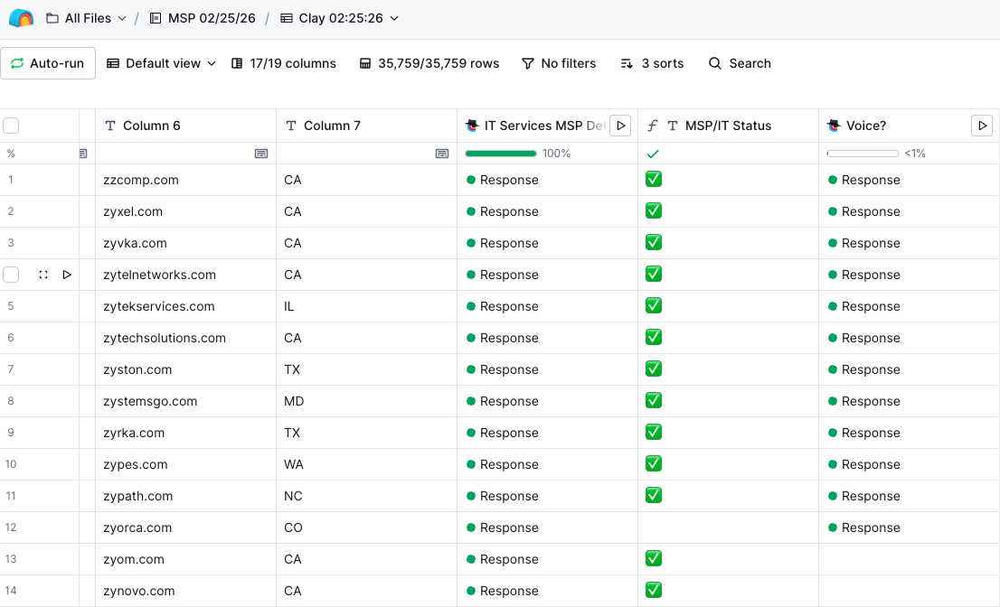 All Files / MSP 02/25/26 / Clay 02:25:26
Auto-run Default view 17/19 columns 35,759/35,759 rows No filters 3 sorts Search
Column 6 Column 7 IT Services MSP Det MSP/IT Status Voice?
% 100% <1%
1 zzcomp.com CA Response Response
2 zyxel.com CA Response Response
3 zyvka.com CA Response Response
zytelnetworks.com CA Response Response
5 zytekservices.com IL Response Response
6 zytechsolutions.com CA Response Response
7 zyston.com TX Response Response
8 zystemsgo.com MD Response Response
9 zyrka.com TX Response Response
10 zypes.com WA Response Response
11 zypath.com NC Response Response
12 zyorca.com CO Response Response
13 zyom.com CA Response
14 zynovo.com CA Response